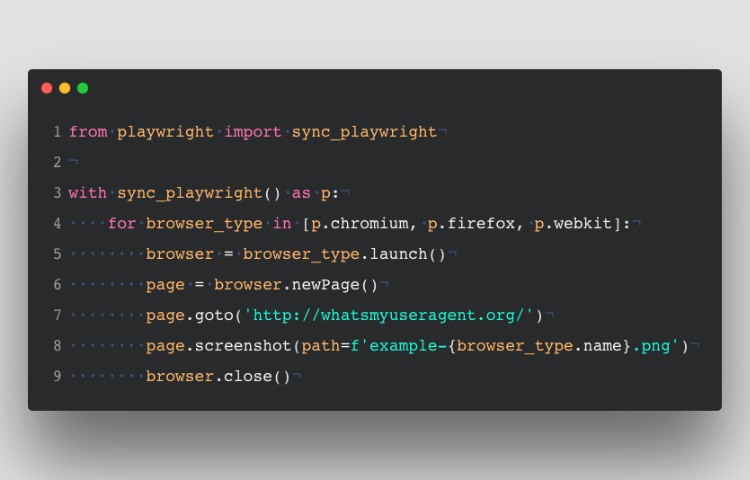 1 from playwright import sync_playwright¬
2 ¬
3 with sync_playwright() as p:¬
4 ····for browser_type in [p.chromium, p.firefox, p.webkit]:¬
5 ········browser = browser_type.launch()¬
6 ········page = browser.newPage()¬
7 ········page.goto('http://whatsmyuseragent.org/')¬
8 ········page.screenshot(path=f'example-{browser_type.name}.png')¬
9 ········browser.close()¬